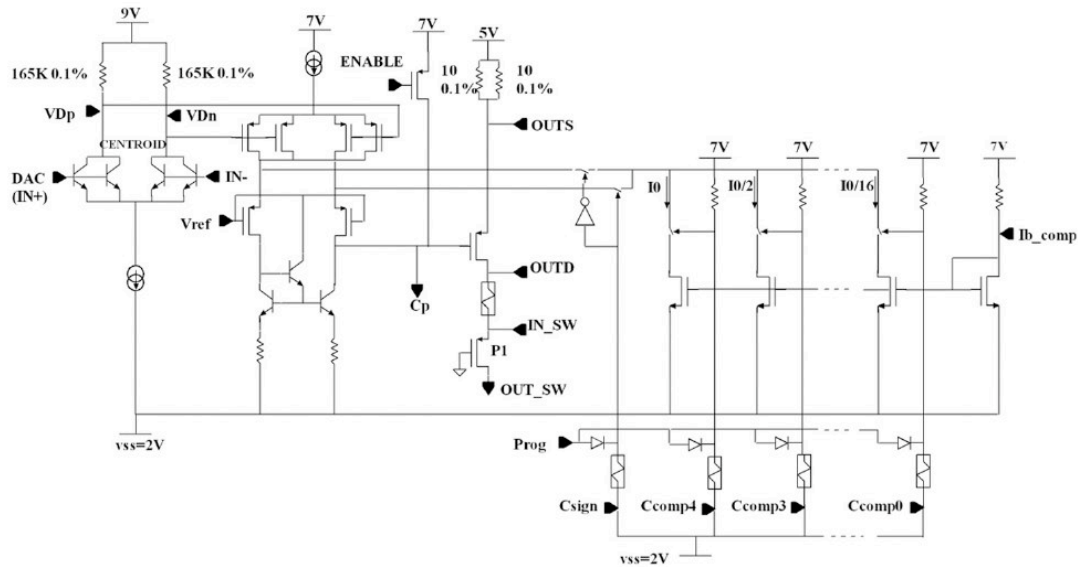 9V
7V
7V
5V
165K 0.1%
165K 0.1%
ENABLE
10
0.1%
10
0.1%
VDp
VDn
OUTS
CENTROID
DAC
(IN+)
IN-
7V
7V
7V
7V
I0
I0/2
I0/16
Vref
Ib_comp
OUTD
Cp
IN_SW
P1
OUT_SW
vss=2V
Prog
Csign
Ccomp4
Ccomp3
Ccomp0
vss=2V